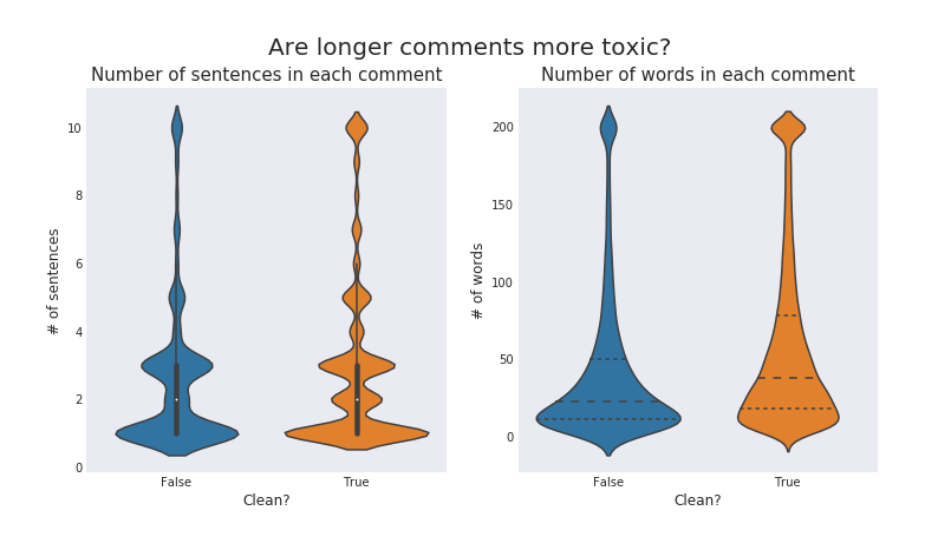 Are longer comments more toxic?
Number of sentences in each comment
10
8
6
4
2
0
# of sentences
False
True
Clean?
Number of words in each comment
200
150
100
50
0
# of words
False
True
Clean?